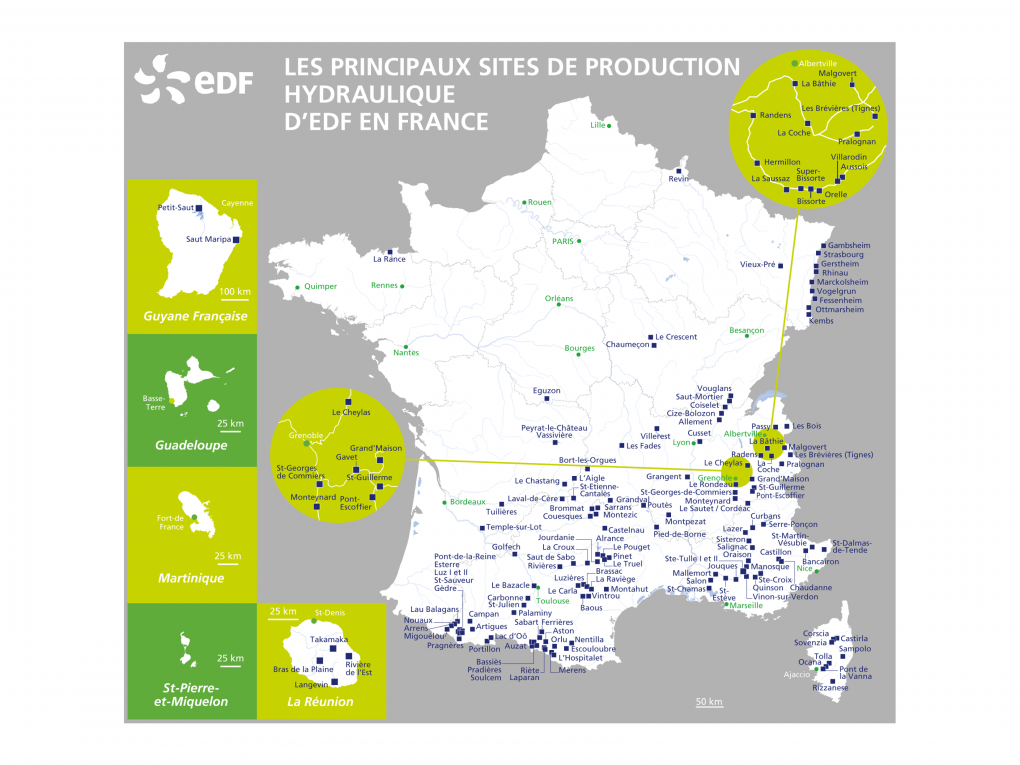 eDF
LES PRINCIPAUX SITES DE PRODUCTION
HYDRAULIQUE
D'EDF EN FRANCE
Albertville
Malgovert
La Bâthie
Les Brévières (Tignes)
Randens
La Coche
Pralognan
Villarodin
Hermillon
Aussois
Super-
Bissorte
La Saussaz
Orelle
Bissorte
Petit-Saut
Cayenne
Saut Maripa
100 km
Guyane Française
Basse-
Terre
25 km
Guadeloupe
Fort-de
France
25 km
Martinique
25 km
St-Pierre-
et-Miquelon
25 km
St-Denis
Takamaka
Bras de la Plaine
Rivière
de l'Est
Langevin
La Réunion
Le Cheylas
Grenoble
Grand'Maison
Gavet
St-Georges
de Commiers
St-Guillerme
Monteynard
Pont-
Escoffier
Lille
Revin
Rouen
PARIS
La Rance
Vieux-Pré
Gambsheim
Strasbourg
Gerstheim
Rhinau
Marckolsheim
Vogelgrun
Fessenheim
Ottmarsheim
Kembs
Quimper
Rennes
Orléans
Besançon
Le Crescent
Chaumeçon
Nantes
Bourges
Eguzon
Vouglans
Saut-Mortier
Coiselet
Cize-Bolozon
Allement
Peyrat-le-Château
Vassivière
Villerest
Cusset
Les Fades
Lyon
Passy
Les Bois
Albertville
La Bâthie
Malgovert
Randens
Les Brévières (Tignes)
La
Coche
Pralognan
Bort-les-Orgues
Le Cheylas
Grangent
Grenoble
Grand'Maison
Le Chastang
L'Aigle
St-Etienne-
Cantalès
Le Rondeau
St-Guillerme
St-Georges-de-Commiers
Pont-Escoffier
Bordeaux
Laval-de-Cère
Grandval
Monteynard
Tuilières
Sarrans
Poutès
Le Sautet / Cordéac
Brommat
Couesques
Montezic
Montpezat
Curbans
Temple-sur-Lot
Castelnau
Pied-de-Borne
Lazer
Serre-Ponçon
Jourdanie
Alrance
Sisteron
St-Martin-
Vésubie
Golfech
La Croux
Le Pouget
Salignac
St-Dalmas-
de-Tende
Pont-de-la-Reine
Saut de Sabo
Pinet
Oraison
Castillon
Esterre
Rivières
Le Truel
Ste-Tulle I et II
Bancaïron
Luz I et II
Brassac
Jouques
Manosque
Nice
St-Sauveur
Luzières
La Raviège
Mallemort
Ste-Croix
Gèdre
Le Bazacle
Le Carla
Montahut
Salon
Quinson
Chaudanne
Carbonne
Toulouse
Vintrou
St-Chamas
St-
Estève
Vinon-sur-Verdon
St-Julien
Baous
Marseille
Lau Balagans
Campan
Palaminy
Nouaux
Sabart Ferrières
Arrens
Artigues
Aston
Migouélou
Lac d'Oô
Auzat
Orlu
Nentilla
Pragnères
Portillon
Escouloubre
L'Hospitalet
Bassiès
Riète
Merens
Pradières
Laparan
Soulcem
Corscia
Castirla
Sovenzia
Sampolo
Tolla
Ocana
Pont de
la Vanna
Ajaccio
Rizzanese
50 km